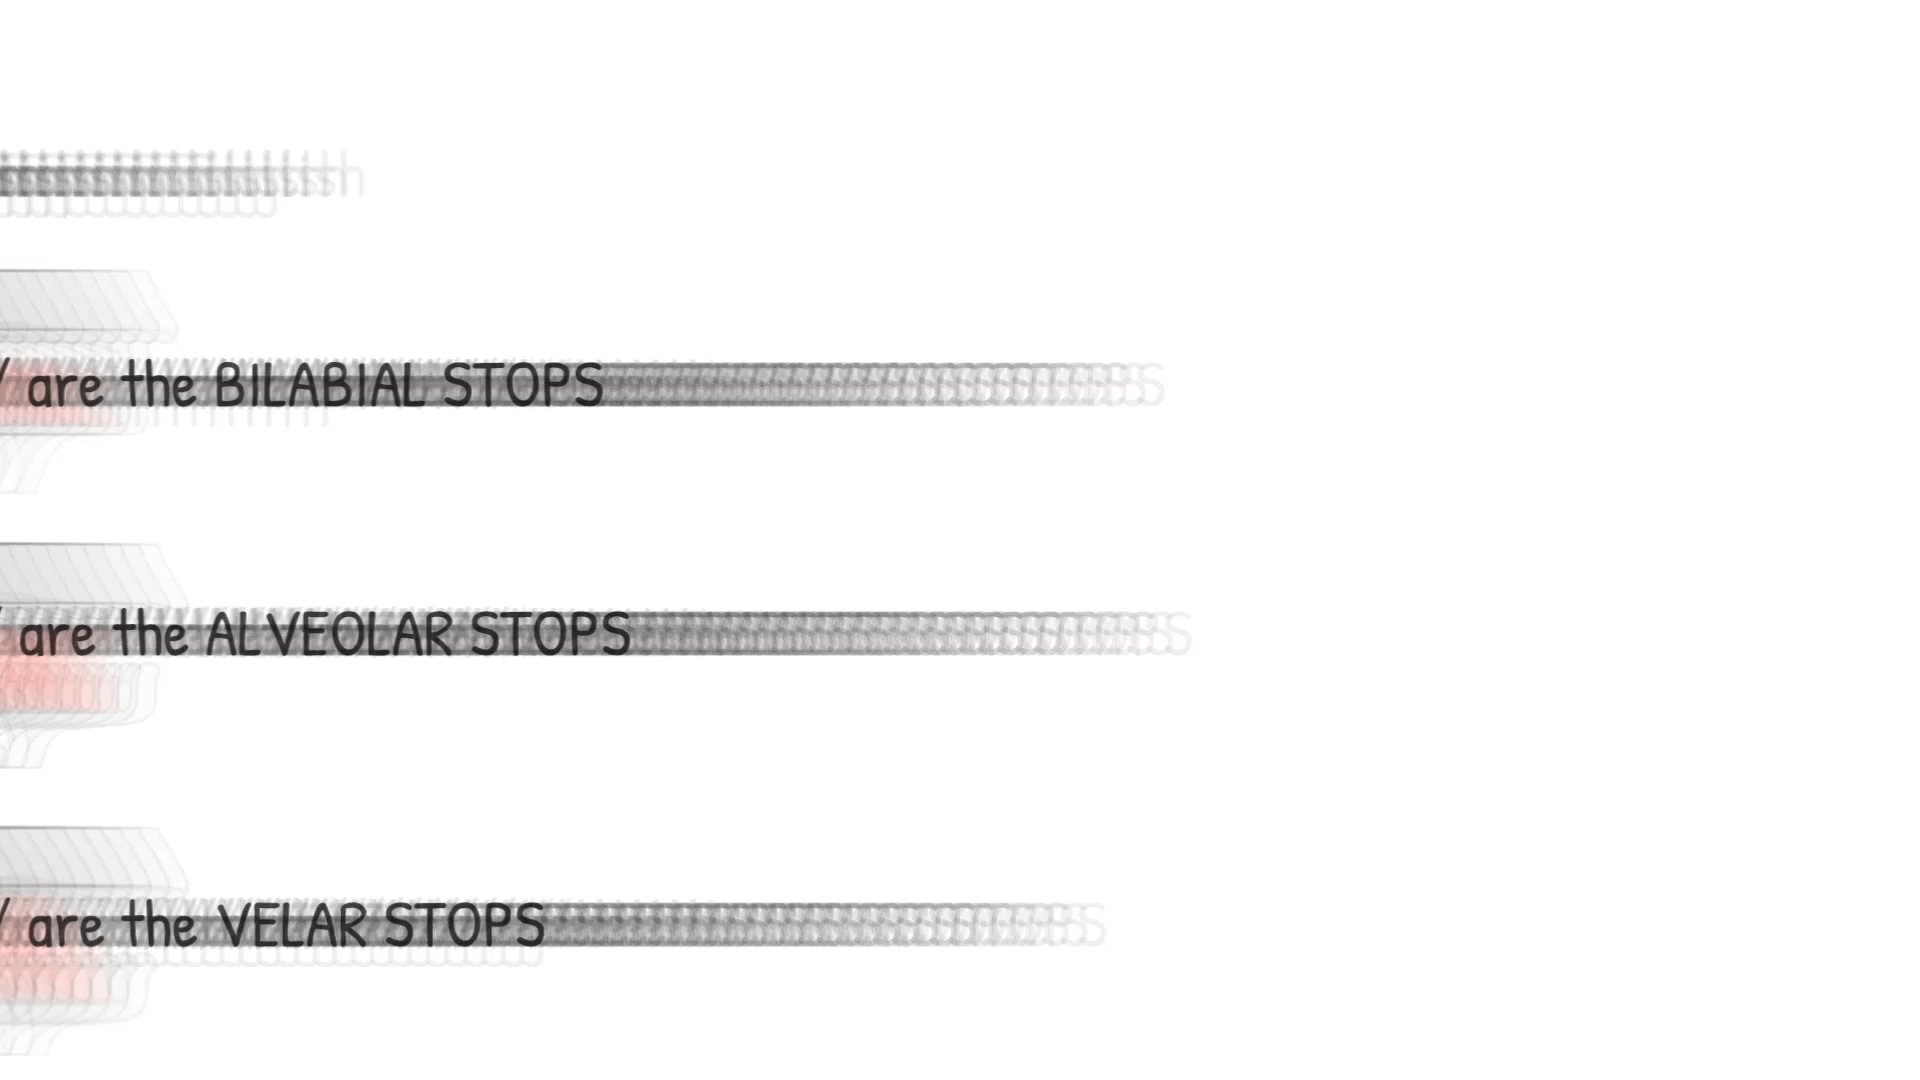 / are the BILABIAL STOPS
/ are the ALVEOLAR STOPS
/ are the VELAR STOPS